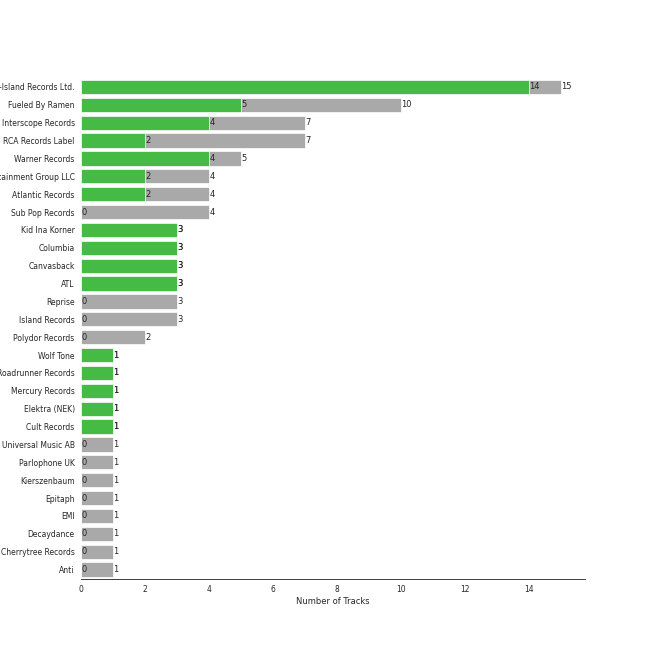 -Island Records Ltd. 14 15
Fueled By Ramen 5 10
Interscope Records 4 7
RCA Records Label 2 7
Warner Records 4 5
tainment Group LLC 2 4
Atlantic Records 2 4
Sub Pop Records 0 4
Kid Ina Korner 3
Columbia 3
Canvasback 3
ATL 3
Reprise 0 3
Island Records 0 3
Polydor Records 0 2
Wolf Tone 1
Roadrunner Records 1
Mercury Records 1
Elektra (NEK) 1
Cult Records 1
Universal Music AB 0 1
Parlophone UK 0 1
Kierszenbaum 0 1
Epitaph 0 1
EMI 0 1
Decaydance 0 1
Cherrytree Records 0 1
Anti 0 1
0 2 4 6 8 10 12 14
Number of Tracks